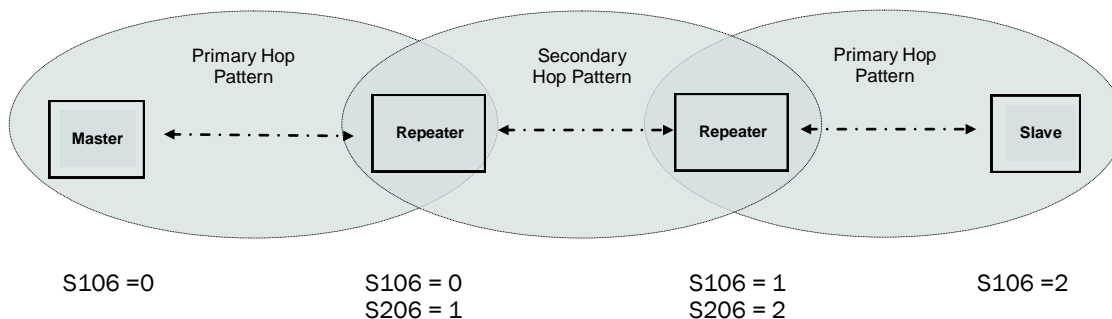 Primary Hop
Pattern
Secondary
Hop Pattern
Primary Hop
Pattern
Master
Repeater
Repeater
Slave
S106 =0
S106 = 0
S206 = 1
S106 = 1
S206 = 2
S106 =2